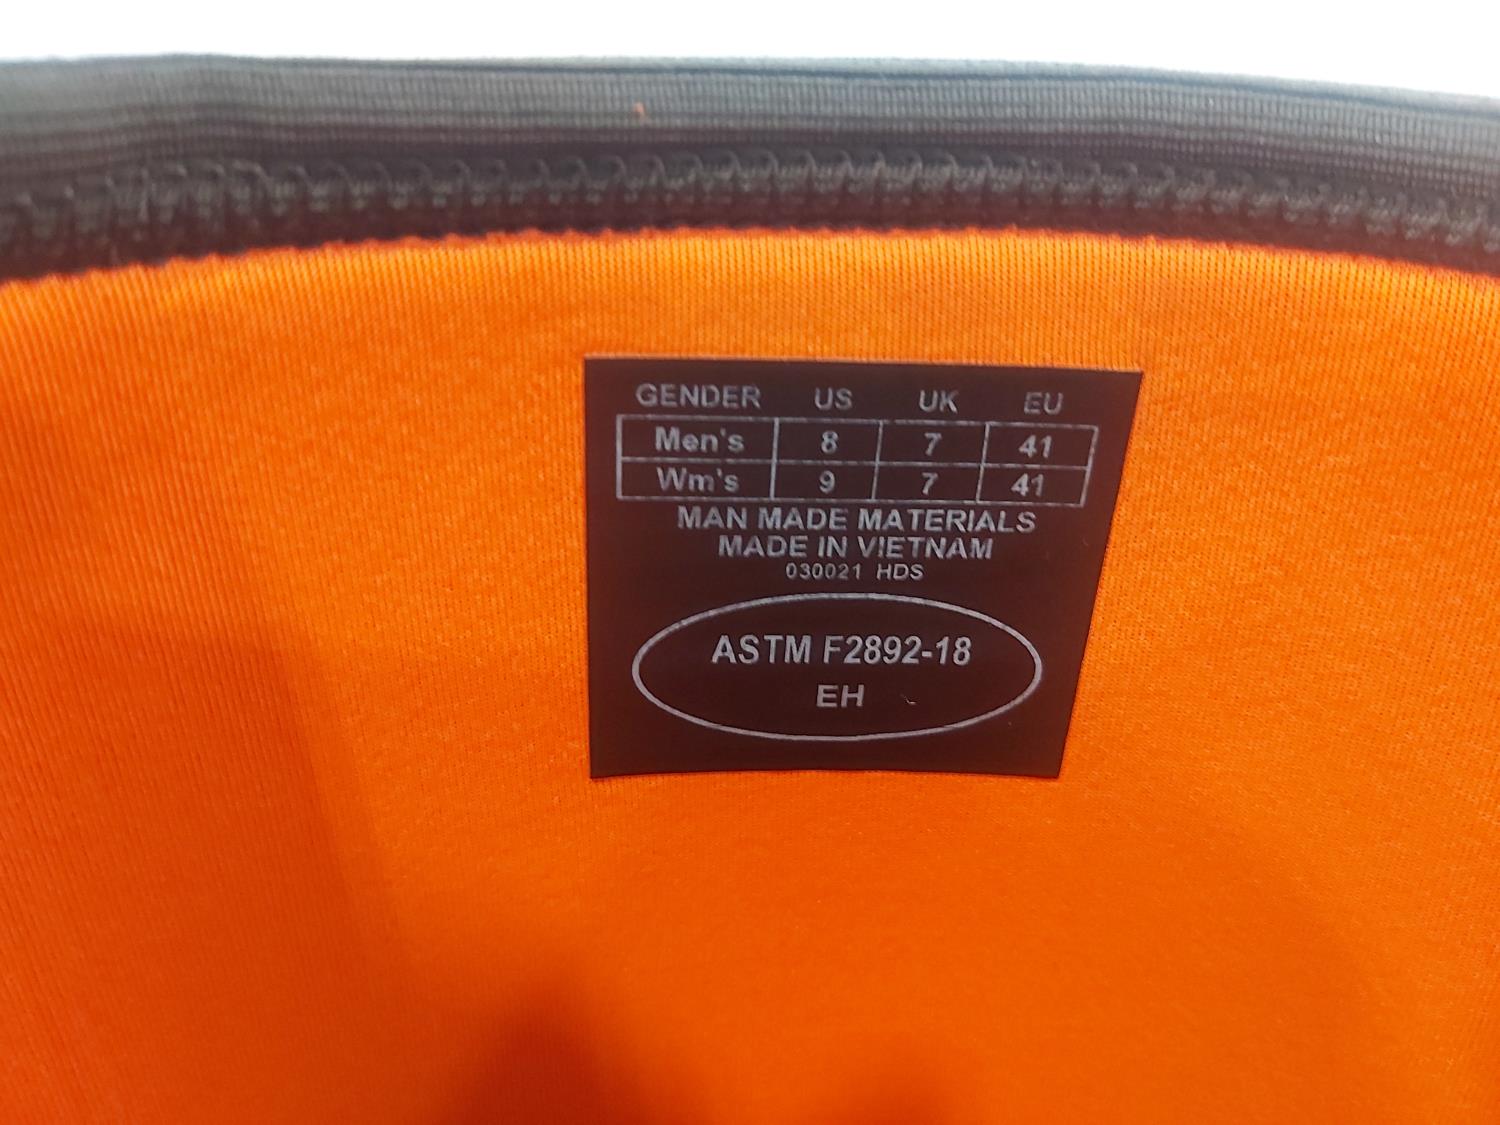 GENDER US UK EU
Men's 8 7 41
Wm's 9 7 41
MAN MADE MATERIALS
MADE IN VIETNAM
030021 HDS
ASTM F2892-18
EH